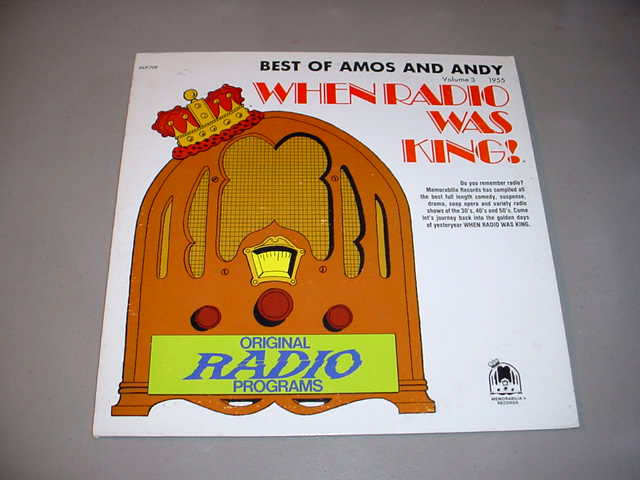 BEST OF AMOS AND ANDY
Volume 3 1955
WHEN RADIO
WAS
KING!
Do you remember radio?
Memorabilia Records has compiled all
the best full length comedy, suspense,
drama, soap opera and variety radio
shows of the 30's, 40's and 50's. Come
let's journey back into the golden days
of yesteryear WHEN RADIO WAS KING.
ORIGINAL
RADIO
PROGRAMS
MEMORABILIA
RECORDS